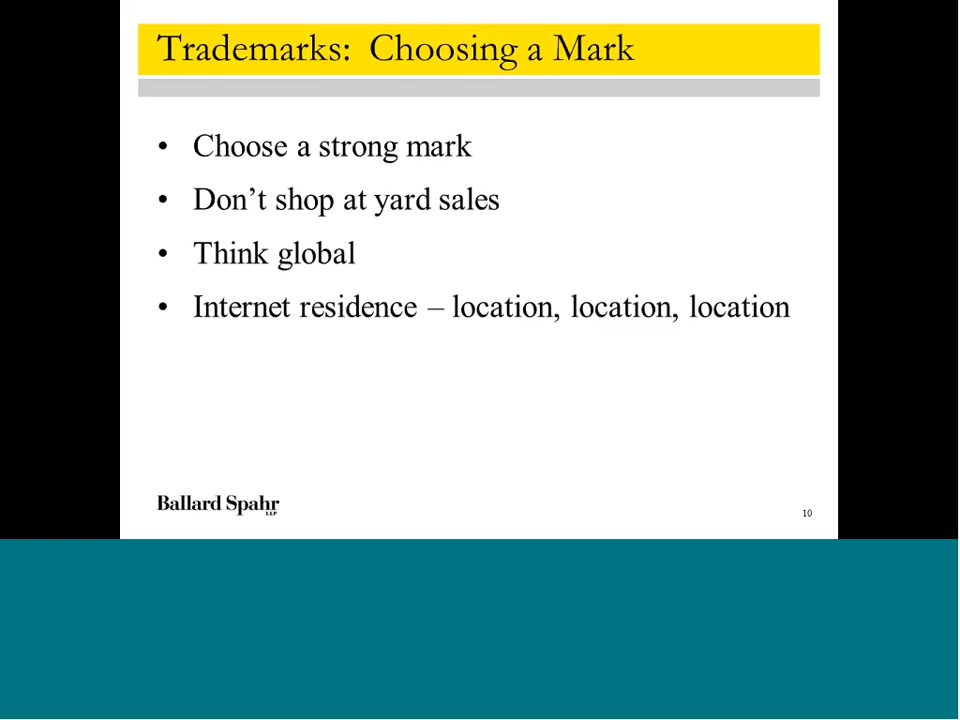 Trademarks: Choosing a Mark
• Choose a strong mark
• Don’t shop at yard sales
• Think global
• Internet residence – location, location, location
Ballard Spahr
LLP
10